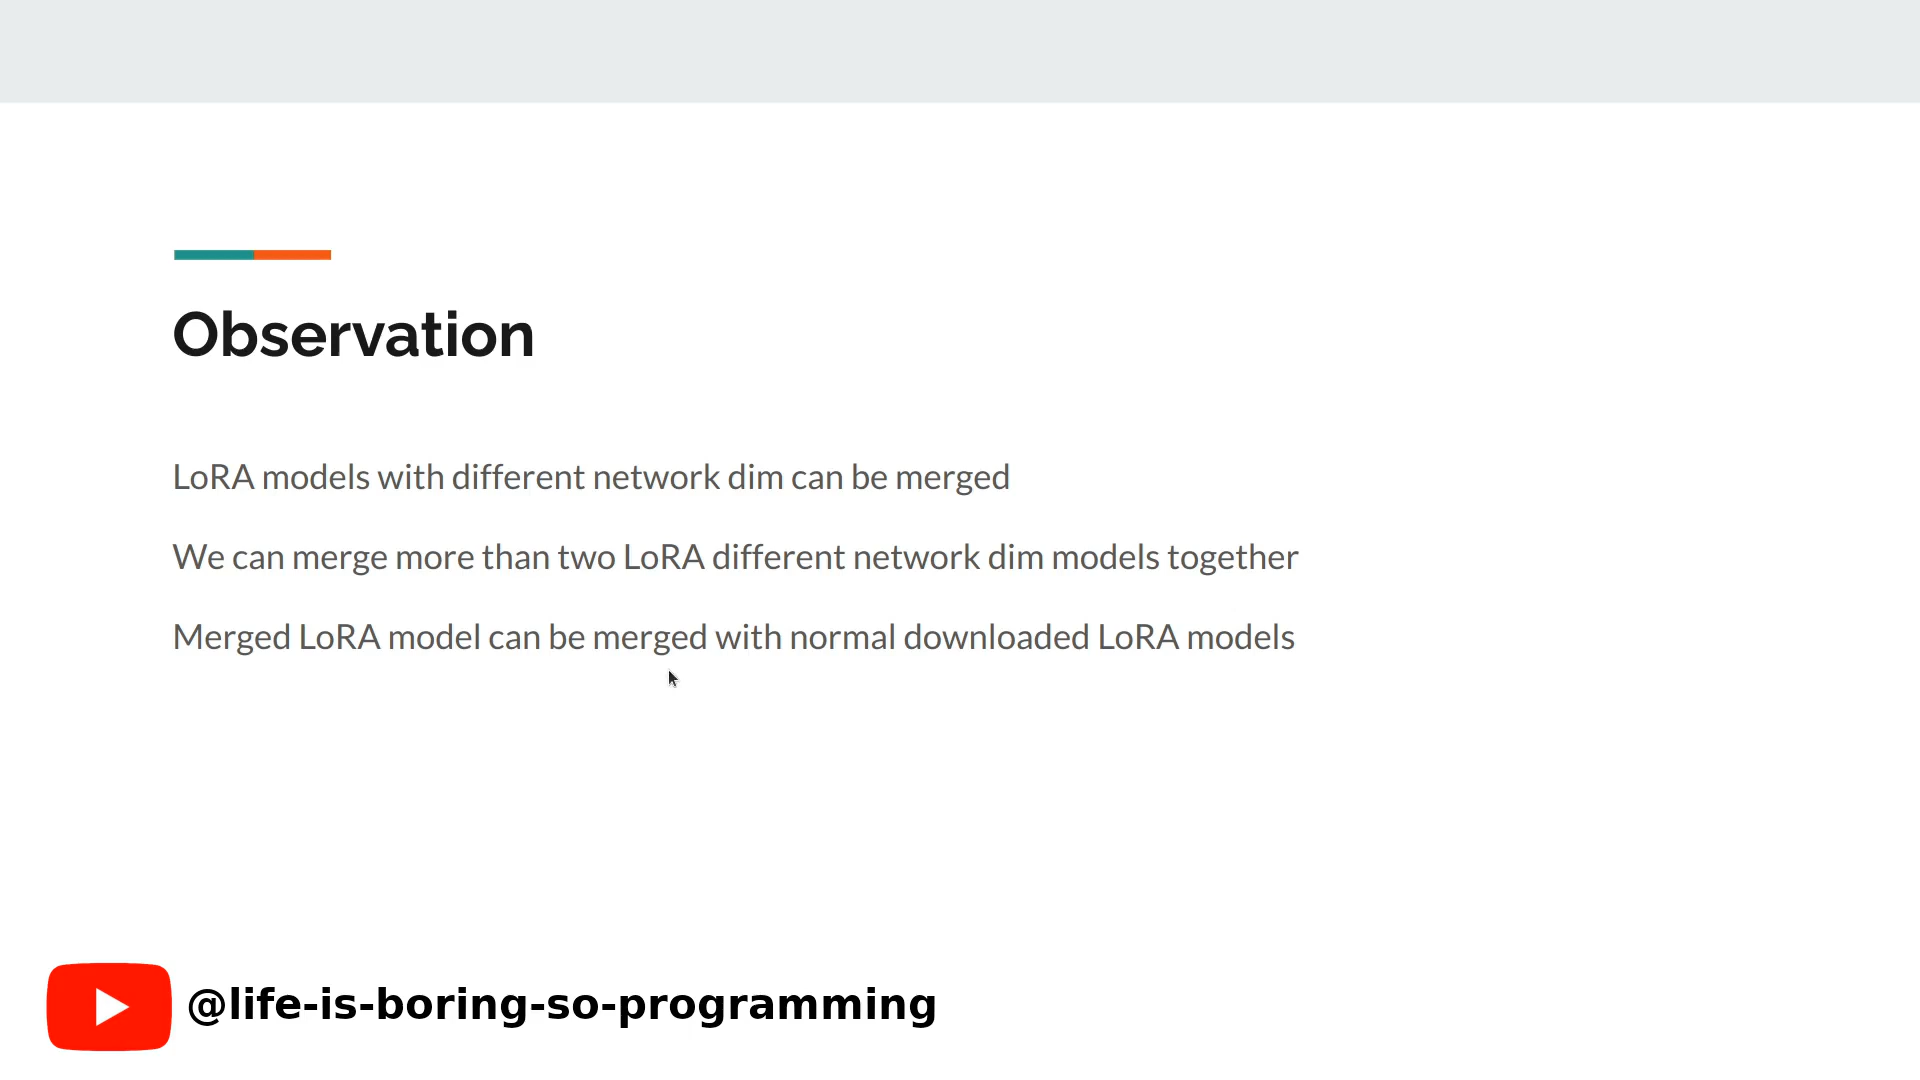 Observation
LoRA models with different network dim can be merged
We can merge more than two LoRA different network dim models together
Merged LoRA model can be merged with normal downloaded LoRA models
@life-is-boring-so-programming